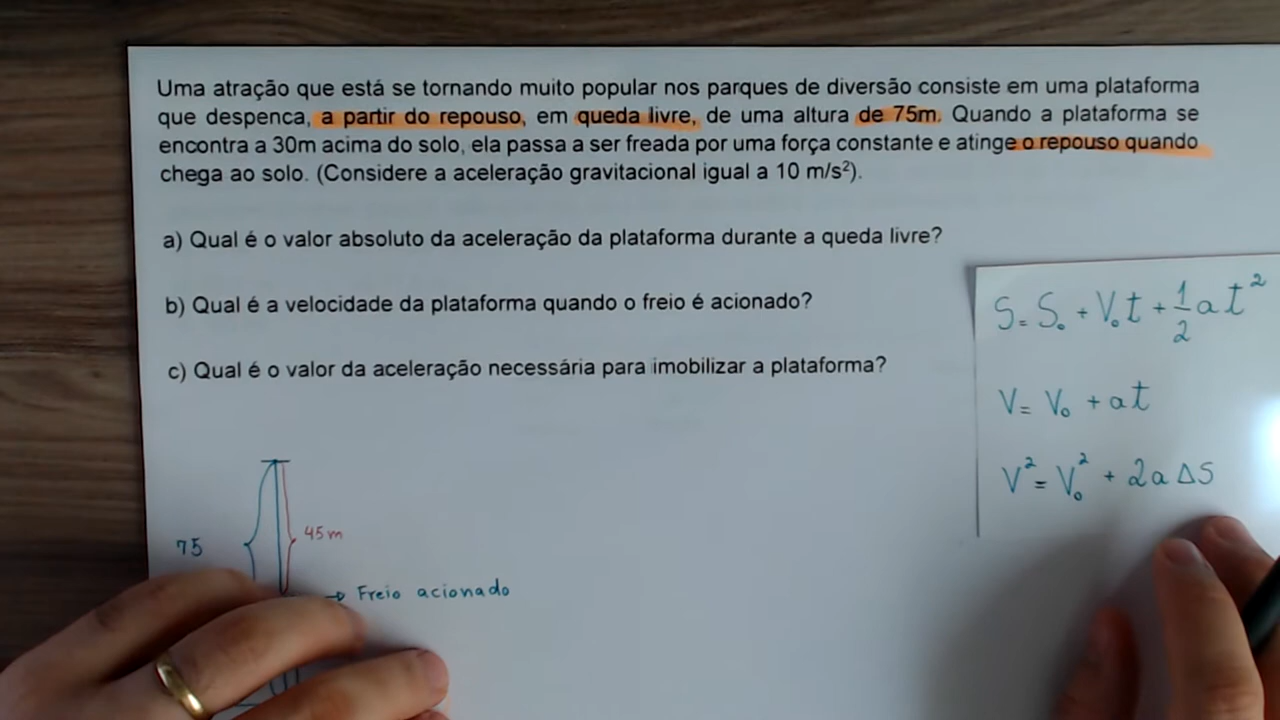 Uma atração que está se tornando muito popular nos parques de diversão consiste em uma plataforma
que despenca, a partir do repouso, em queda livre, de uma altura de 75m. Quando a plataforma se
encontra a 30m acima do solo, ela passa a ser freada por uma força constante e atinge o repouso quando
chega ao solo. (Considere a aceleração gravitacional igual a 10 m/s²).
a) Qual é o valor absoluto da aceleração da plataforma durante a queda livre?
b) Qual é a velocidade da plataforma quando o freio é acionado?
c) Qual é o valor da aceleração necessária para imobilizar a plataforma?
S = S₀ + V₀t + 1/2 at²
V = V₀ + at
V² = V₀² + 2a ΔS
75
45m
→ Freio acionado